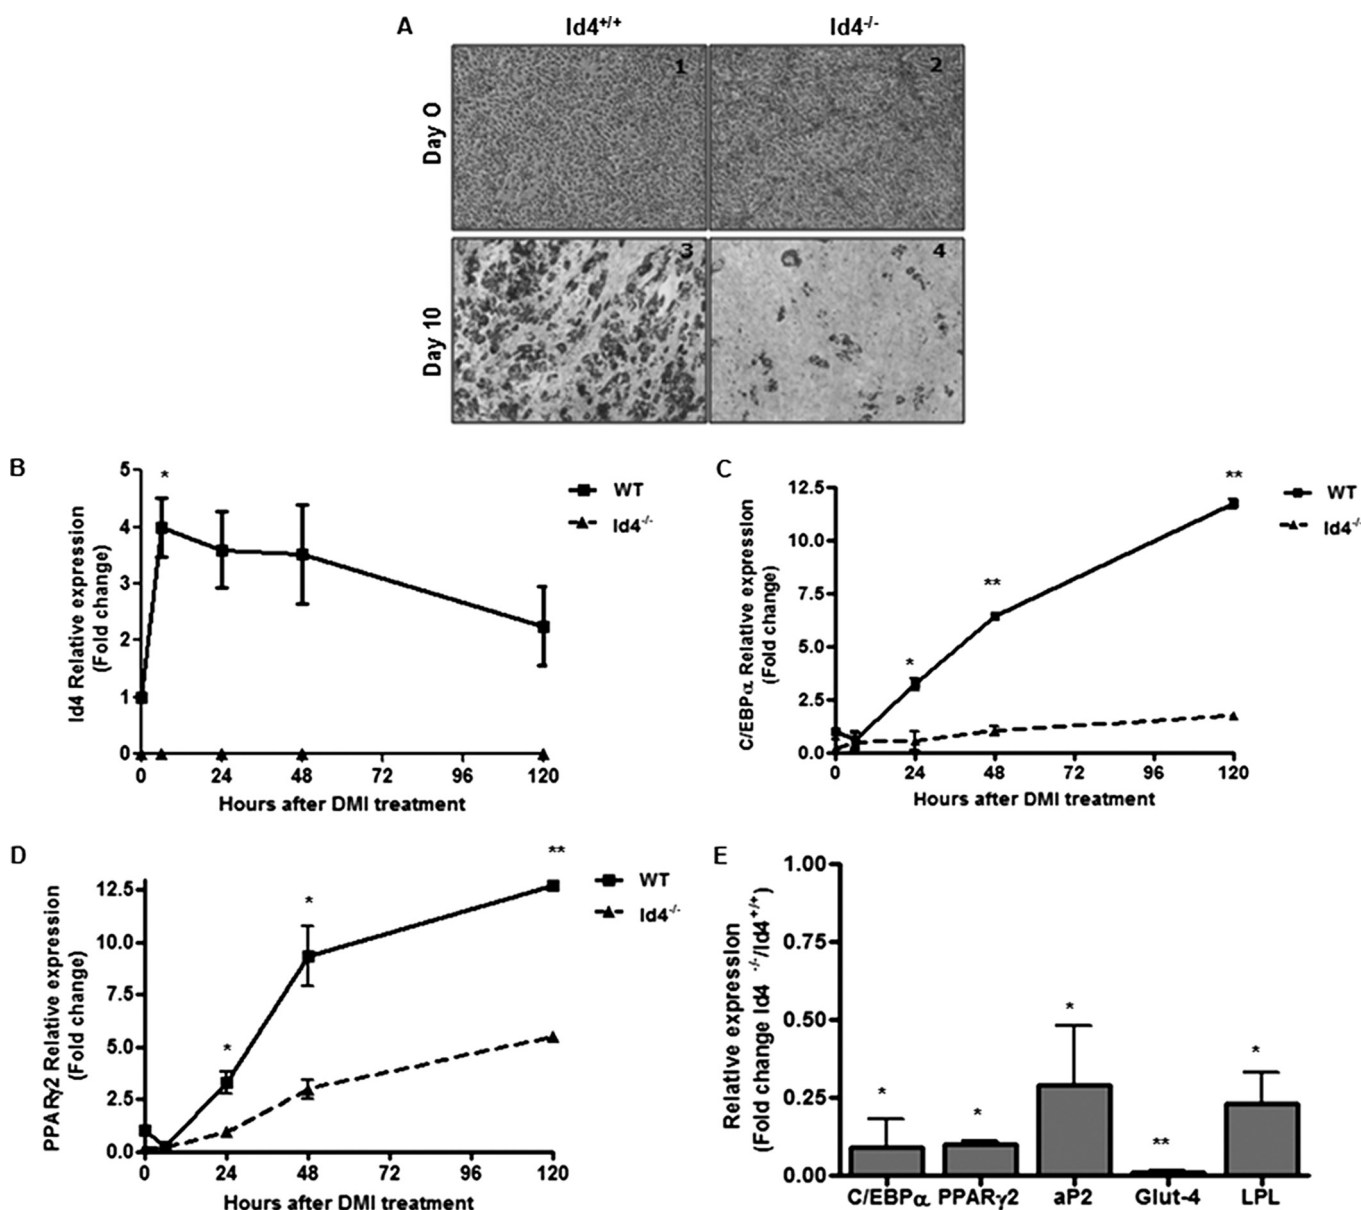 A
Id4+/+
Id4-/-
Day O
1
2
Day 10
3
4
B
Id4 Relative expression
(Fold change)
5
4
3
2
1
0
*
WT
Id4-/-
0 24 48 72 96 120
Hours after DMI treatment
C
C/EBPα Relative expression
(Fold change)
12.5
10.0
7.5
5.0
2.5
0.0
*
**
**
WT
Id4-/-
0 24 48 72 96 120
Hours after DMI treatment
D
PPARγ2 Relative expression
(Fold change)
12.5
10.0
7.5
5.0
2.5
0.0
*
*
**
WT
Id4-/-
0 24 48 72 96 120
Hours after DMI treatment
E
Relative expression
(Fold change Id4 -/-/Id4+/+)
1.00
0.75
0.50
0.25
0.00
*
*
*
**
*
C/EBPα PPARγ2 aP2 Glut-4 LPL